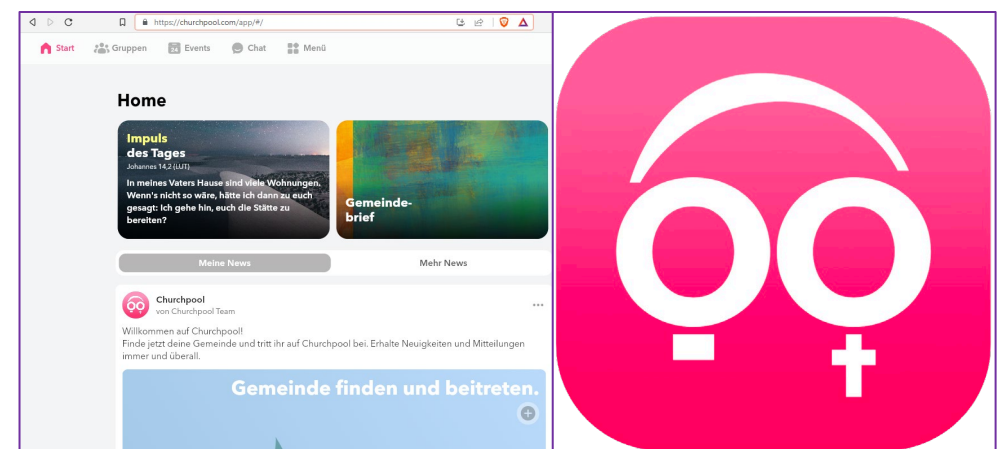 https://churchpool.com/app/#/
Start Gruppen 24 Events Chat Menü
Home
Impuls
des Tages
Johannes 14,2 (LUT)
In meines Vaters Hause sind viele Wohnungen.
Wenn's nicht so wäre, hätte ich dann zu euch
gesagt: Ich gehe hin, euch die Stätte zu
bereiten?
Gemeinde-
brief
Meine News Mehr News
Churchpool
von Churchpool Team
Willkommen auf Churchpool!
Finde jetzt deine Gemeinde und tritt ihr auf Churchpool bei. Erhalte Neuigkeiten und Mitteilungen
immer und überall.
Gemeinde finden und beitreten.